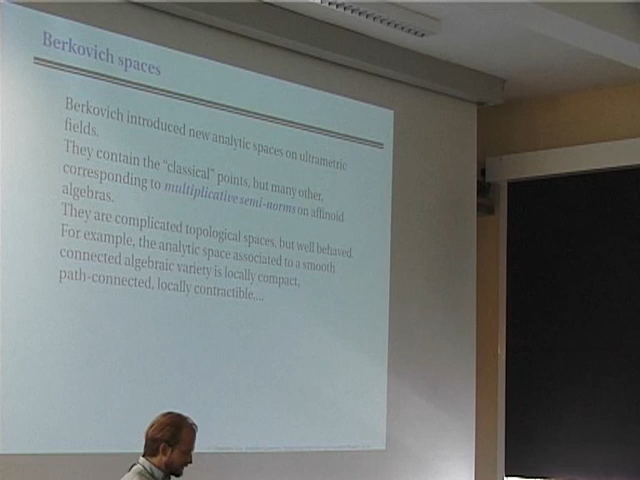 Berkovich spaces
Berkovich introduced new analytic spaces on ultrametric
fields.
They contain the “classical” points, but many other,
corresponding to multiplicative semi-norms on affinoid
algebras.
They are complicated topological spaces, but well behaved.
For example, the analytic space associated to a smooth
connected algebraic variety is locally compact,
path-connected, locally contractible,...